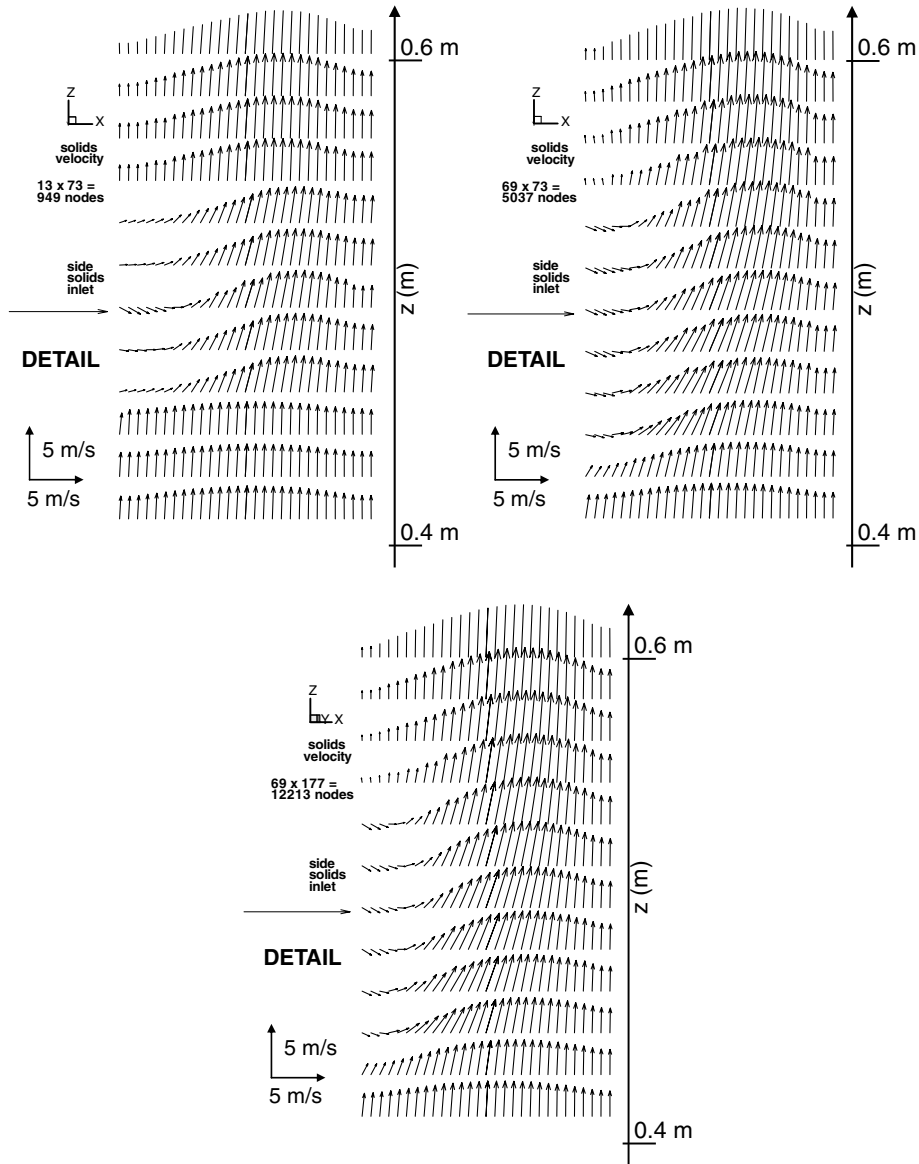 0.6 m
Z
X
solids
velocity
13 x 73 =
949 nodes
side
solids
inlet
z (m)
DETAIL
5 m/s
5 m/s
0.4 m
0.6 m
Z
X
solids
velocity
69 x 73 =
5037 nodes
side
solids
inlet
z (m)
DETAIL
5 m/s
5 m/s
0.4 m
0.6 m
Z
Y X
solids
velocity
69 x 177 =
12213 nodes
side
solids
inlet
z (m)
DETAIL
5 m/s
5 m/s
0.4 m